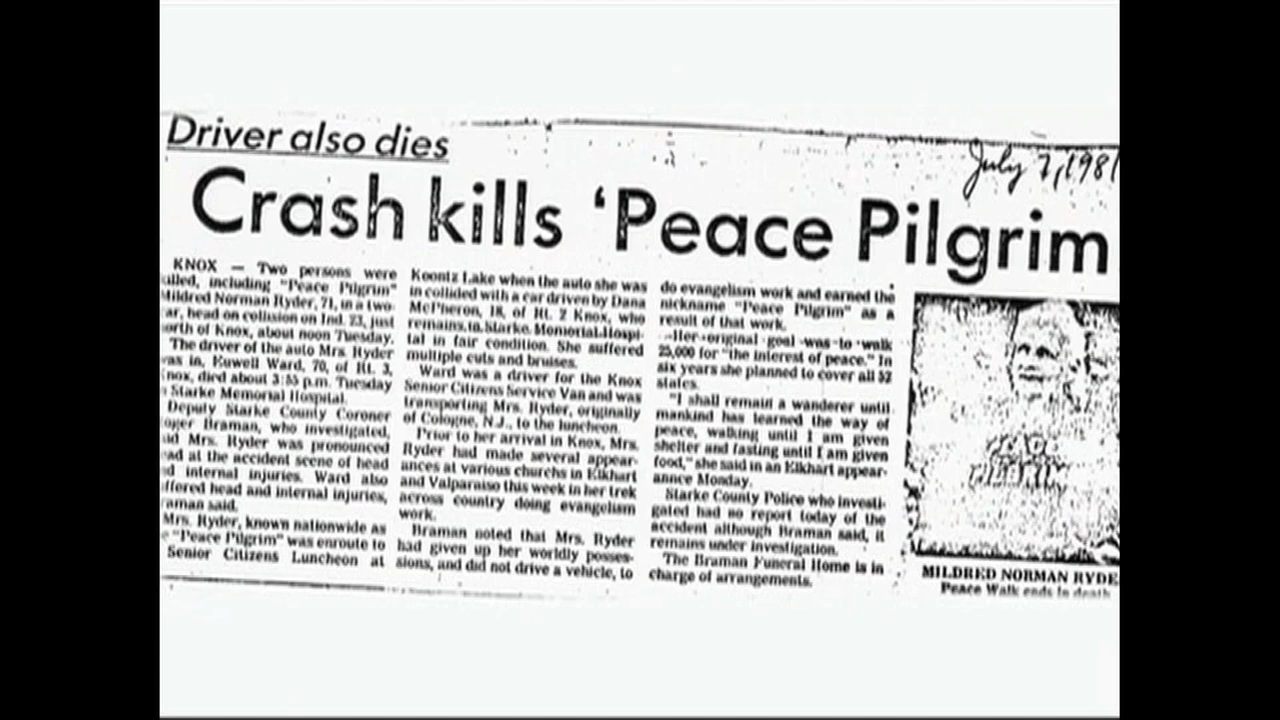 Driver also dies
July 7, 1981
Crash kills 'Peace Pilgrim
KNOX — Two persons were
illed, including "Peace Pilgrim"
Mildred Norman Ryder, 71, in a two-
ar, head on collision on Ind. 23, just
orth of Knox, about noon Tuesday.
The driver of the auto Mrs. Ryder
was in, Euwell Ward, 70, of Rt. 3,
nox, died about 3:55 p.m. Tuesday
Starke Memorial Hospital.
Deputy Starke County Coroner
oger Braman, who investigated,
id Mrs. Ryder was pronounced
ad at the accident scene of head
d internal injuries. Ward also
ffered head and internal injuries,
raman said.
Mrs. Ryder, known nationwide as
"Peace Pilgrim" was enroute to
Senior Citizens Luncheon at
Koontz Lake when the auto she was
in collided with a car driven by Dana
McPheron, 18, of Rt. 2 Knox, who
remains in Starke Memorial Hospi-
tal in fair condition. She suffered
multiple cuts and bruises.
Ward was a driver for the Knox
Senior Citizens Service Van and was
transporting Mrs. Ryder, originally
of Cologne, N.J., to the luncheon.
Prior to her arrival in Knox, Mrs.
Ryder had made several appear-
ances at various churchs in Elkhart
and Valparaiso this week in her trek
across country doing evangelism
work.
Braman noted that Mrs. Ryder
had given up her worldly posses-
sions, and did not drive a vehicle, to
do evangelism work and earned the
nickname "Peace Pilgrim" as a
result of that work.
Her original goal was to walk
25,000 for "the interest of peace." In
six years she planned to cover all 52
states.
"I shall remain a wanderer until
mankind has learned the way of
peace, walking until I am given
shelter and fasting until I am given
food," she said in an Elkhart appear-
annce Monday.
Starke County Police who investi-
gated had no report today of the
accident although Braman said, it
remains under investigation.
The Braman Funeral Home is in
charge of arrangements.
MILDRED NORMAN RYDE
Peace Walk ends in death